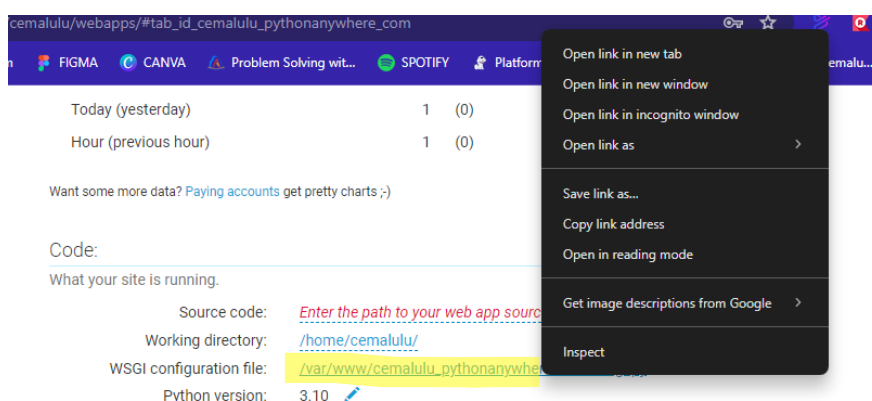 cemalulu/webapps/#tab_id_cemalulu_pythonanywhere_com
FIGMA CANVA Problem Solving wit... SPOTIFY Platform emalu...
Today (yesterday) 1 (0)
Hour (previous hour) 1 (0)
Want some more data? Paying accounts get pretty charts ;-)
Code:
What your site is running.
Source code: Enter the path to your web app sourc
Working directory: /home/cemalulu/
WSGI configuration file: /var/www/cemalulu_pythonanywhe
Python version: 3.10
Open link in new tab
Open link in new window
Open link in incognito window
Open link as
Save link as...
Copy link address
Open in reading mode
Get image descriptions from Google
Inspect